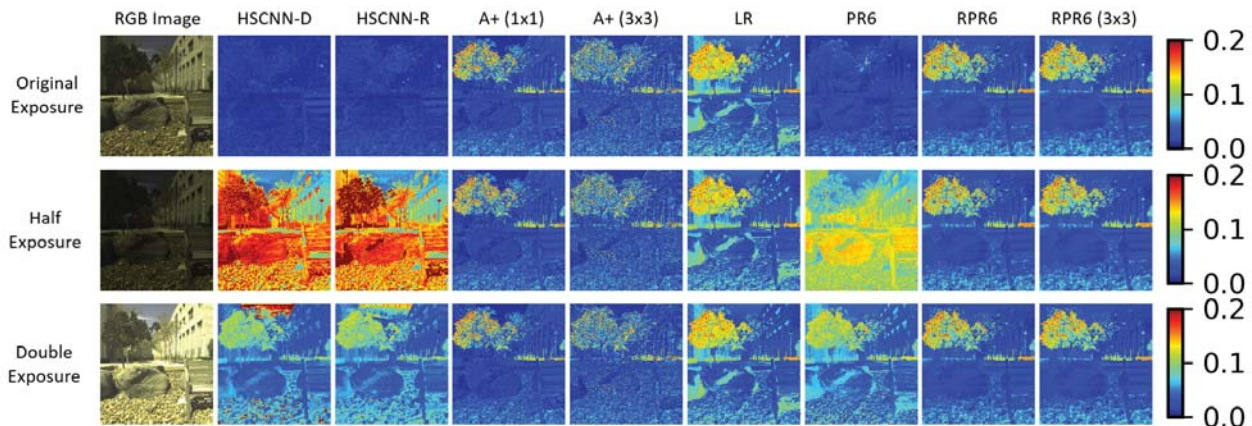 RGB Image HSCNN-D HSCNN-R A+ (1x1) A+ (3x3) LR PR6 RPR6 RPR6 (3x3)
Original
Exposure
0.2
0.1
0.0
Half
Exposure
0.2
0.1
0.0
Double
Exposure
0.2
0.1
0.0